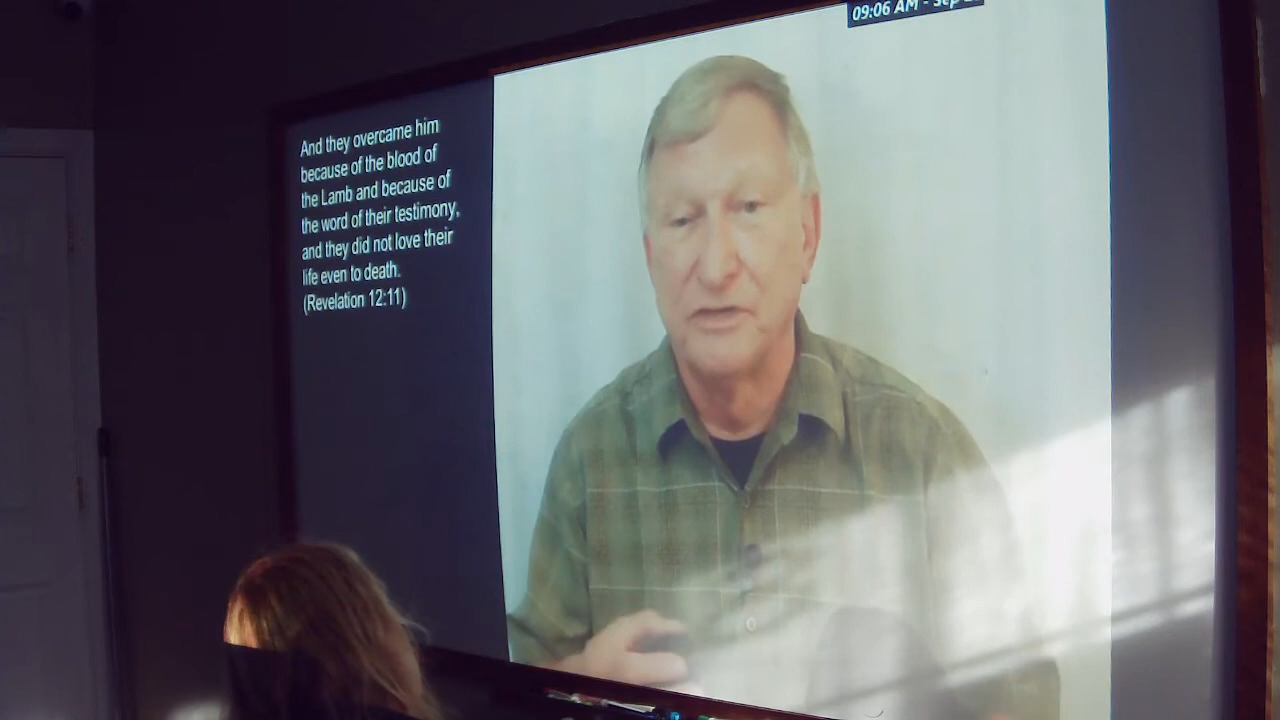 09:06 AM - Sep
And they overcame him
because of the blood of
the Lamb and because of
the word of their testimony,
and they did not love their
life even to death.
(Revelation 12:11)